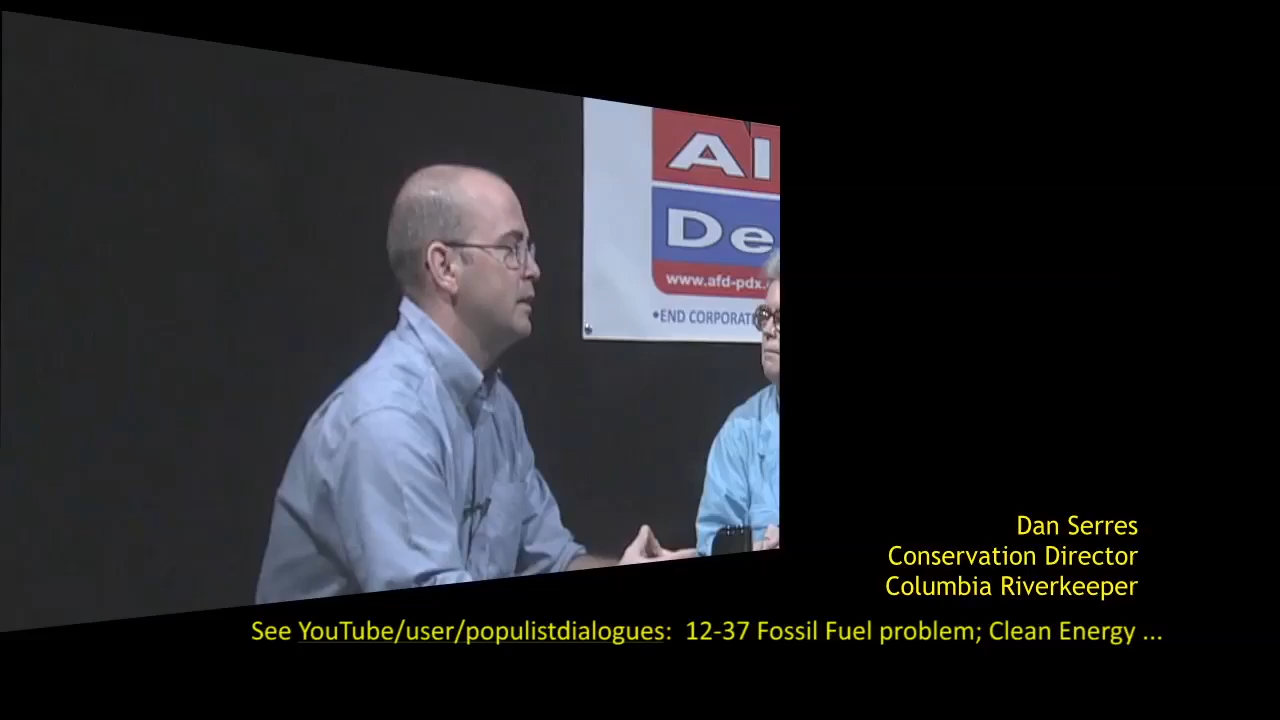 Al
De
www.afd-pdx.
•END CORPORAT
Dan Serres
Conservation Director
Columbia Riverkeeper
See YouTube/user/populistdialogues:  12-37 Fossil Fuel problem; Clean Energy ...